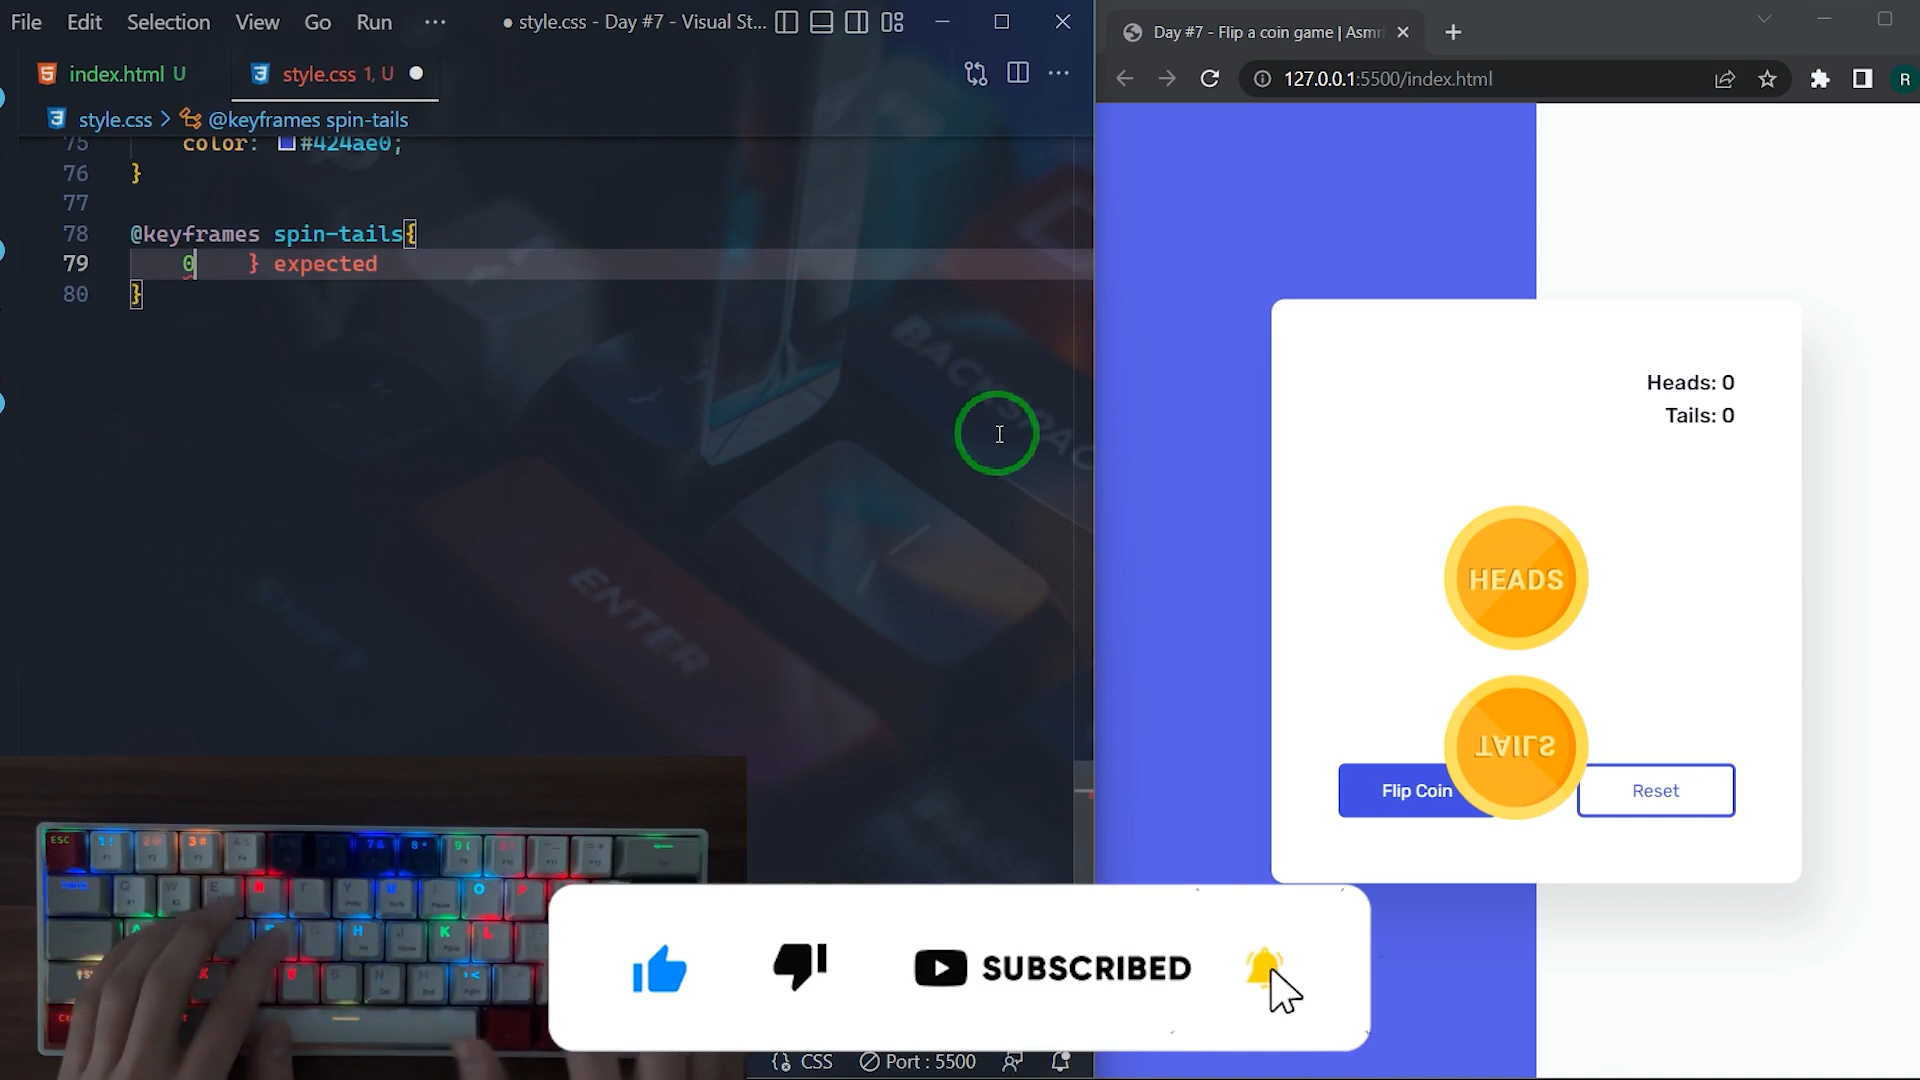 File Edit Selection View Go Run ··· ● style.css - Day #7 - Visual St...
index.html U style.css 1, U ●
style.css > @keyframes spin-tails
75 color: #424ae0;
76 }
77
78 @keyframes spin-tails{
79 0 } expected
80 }
BACKSPAC
ENTER
CSS Port : 5500
SUBSCRIBED
Day #7 - Flip a coin game | Asmr
127.0.0.1:5500/index.html
R
Heads: 0
Tails: 0
HEADS
TAILS
Flip Coin
Reset